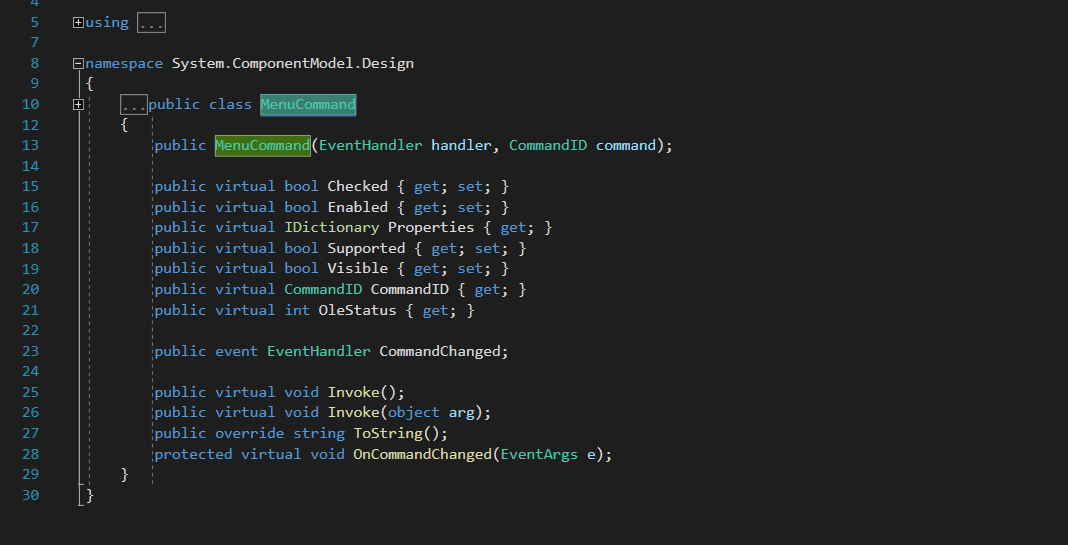 4
5 using ...
7
8 namespace System.ComponentModel.Design
9 {
10 ...public class MenuCommand
12 {
13 public MenuCommand(EventHandler handler, CommandID command);
14
15 public virtual bool Checked { get; set; }
16 public virtual bool Enabled { get; set; }
17 public virtual IDictionary Properties { get; }
18 public virtual bool Supported { get; set; }
19 public virtual bool Visible { get; set; }
20 public virtual CommandID CommandID { get; }
21 public virtual int OleStatus { get; }
22
23 public event EventHandler CommandChanged;
24
25 public virtual void Invoke();
26 public virtual void Invoke(object arg);
27 public override string ToString();
28 protected virtual void OnCommandChanged(EventArgs e);
29 }
30 }